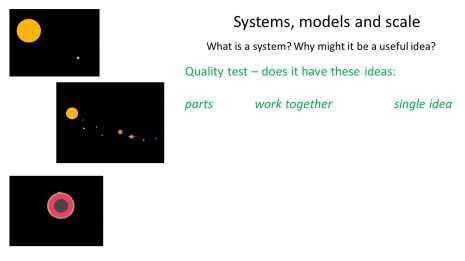 Systems, models and scale
What is a system? Why might it be a useful idea?
Quality test – does it have these ideas:
parts work together single idea